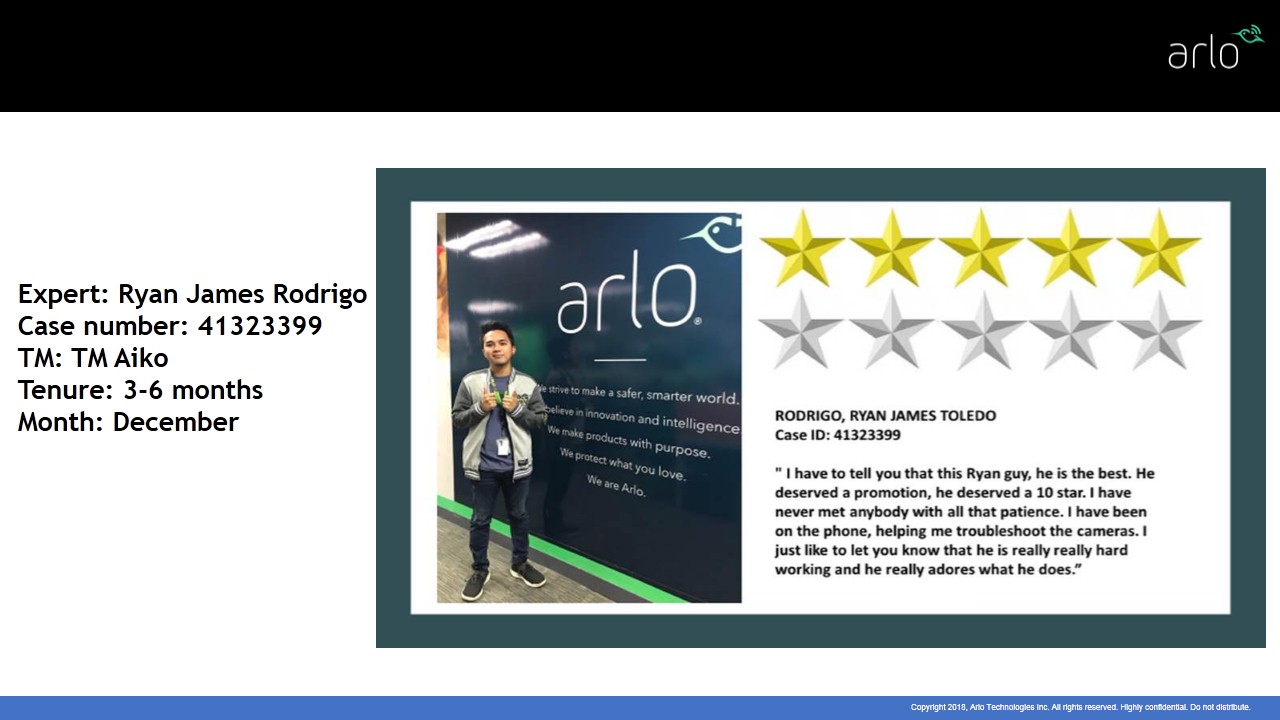 arlo
Expert: Ryan James Rodrigo
Case number: 41323399
TM: TM Aiko
Tenure: 3-6 months
Month: December
arlo®
We strive to make a safer, smarter world.
believe in innovation and intelligence
We make products with purpose.
We protect what you love.
We are Arlo.
RODRIGO, RYAN JAMES TOLEDO
Case ID: 41323399
" I have to tell you that this Ryan guy, he is the best. He
deserved a promotion, he deserved a 10 star. I have
never met anybody with all that patience. I have been
on the phone, helping me troubleshoot the cameras. I
just like to let you know that he is really really hard
working and he really adores what he does.”
Copyright 2018, Arlo Technologies Inc. All rights reserved. Highly confidential. Do not distribute.